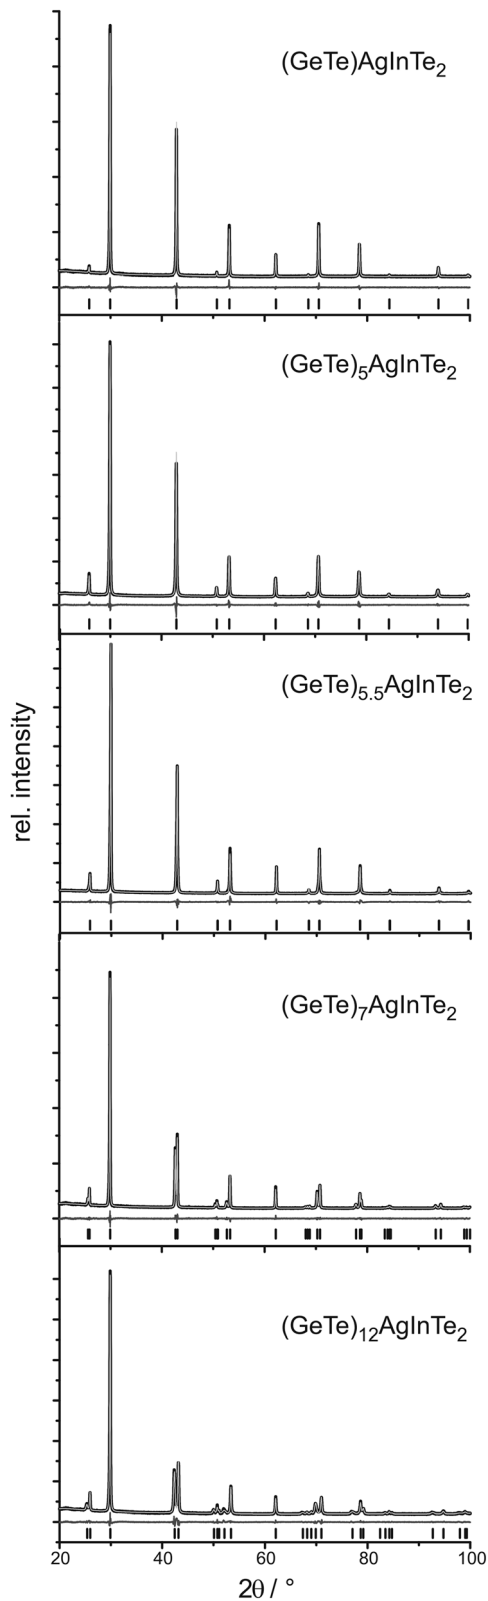 (GeTe)AgInTe₂
(GeTe)₅AgInTe₂
(GeTe)₅.₅AgInTe₂
rel. intensity
(GeTe)₇AgInTe₂
(GeTe)₁₂AgInTe₂
20 40 60 80 100
2θ / °